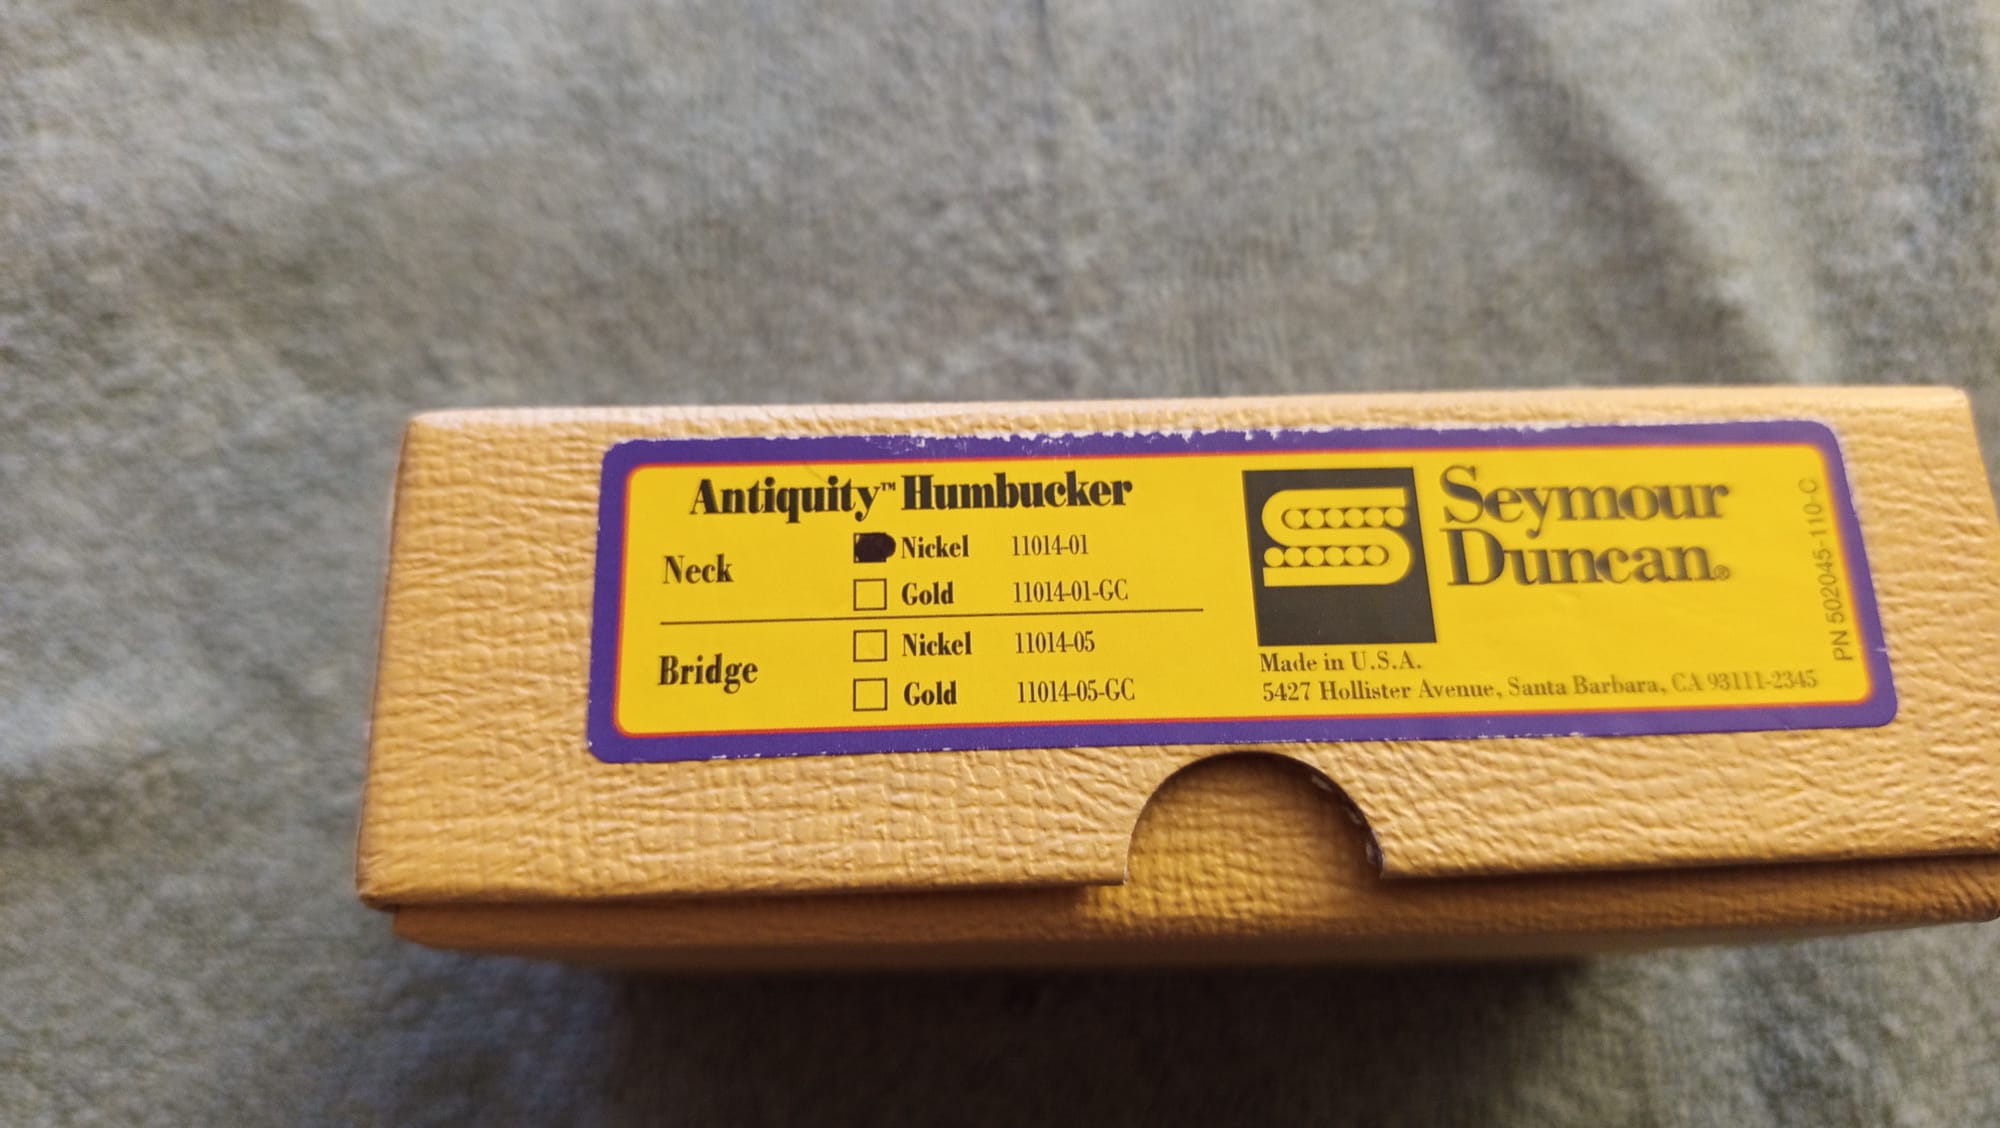 Antiquity™ Humbucker
Neck
Nickel 11014-01
Gold 11014-01-GC
Bridge
Nickel 11014-05
Gold 11014-05-GC
Seymour
Duncan®
Made in U.S.A.
5427 Hollister Avenue, Santa Barbara, CA 93111-2345
PN 502045-110-C